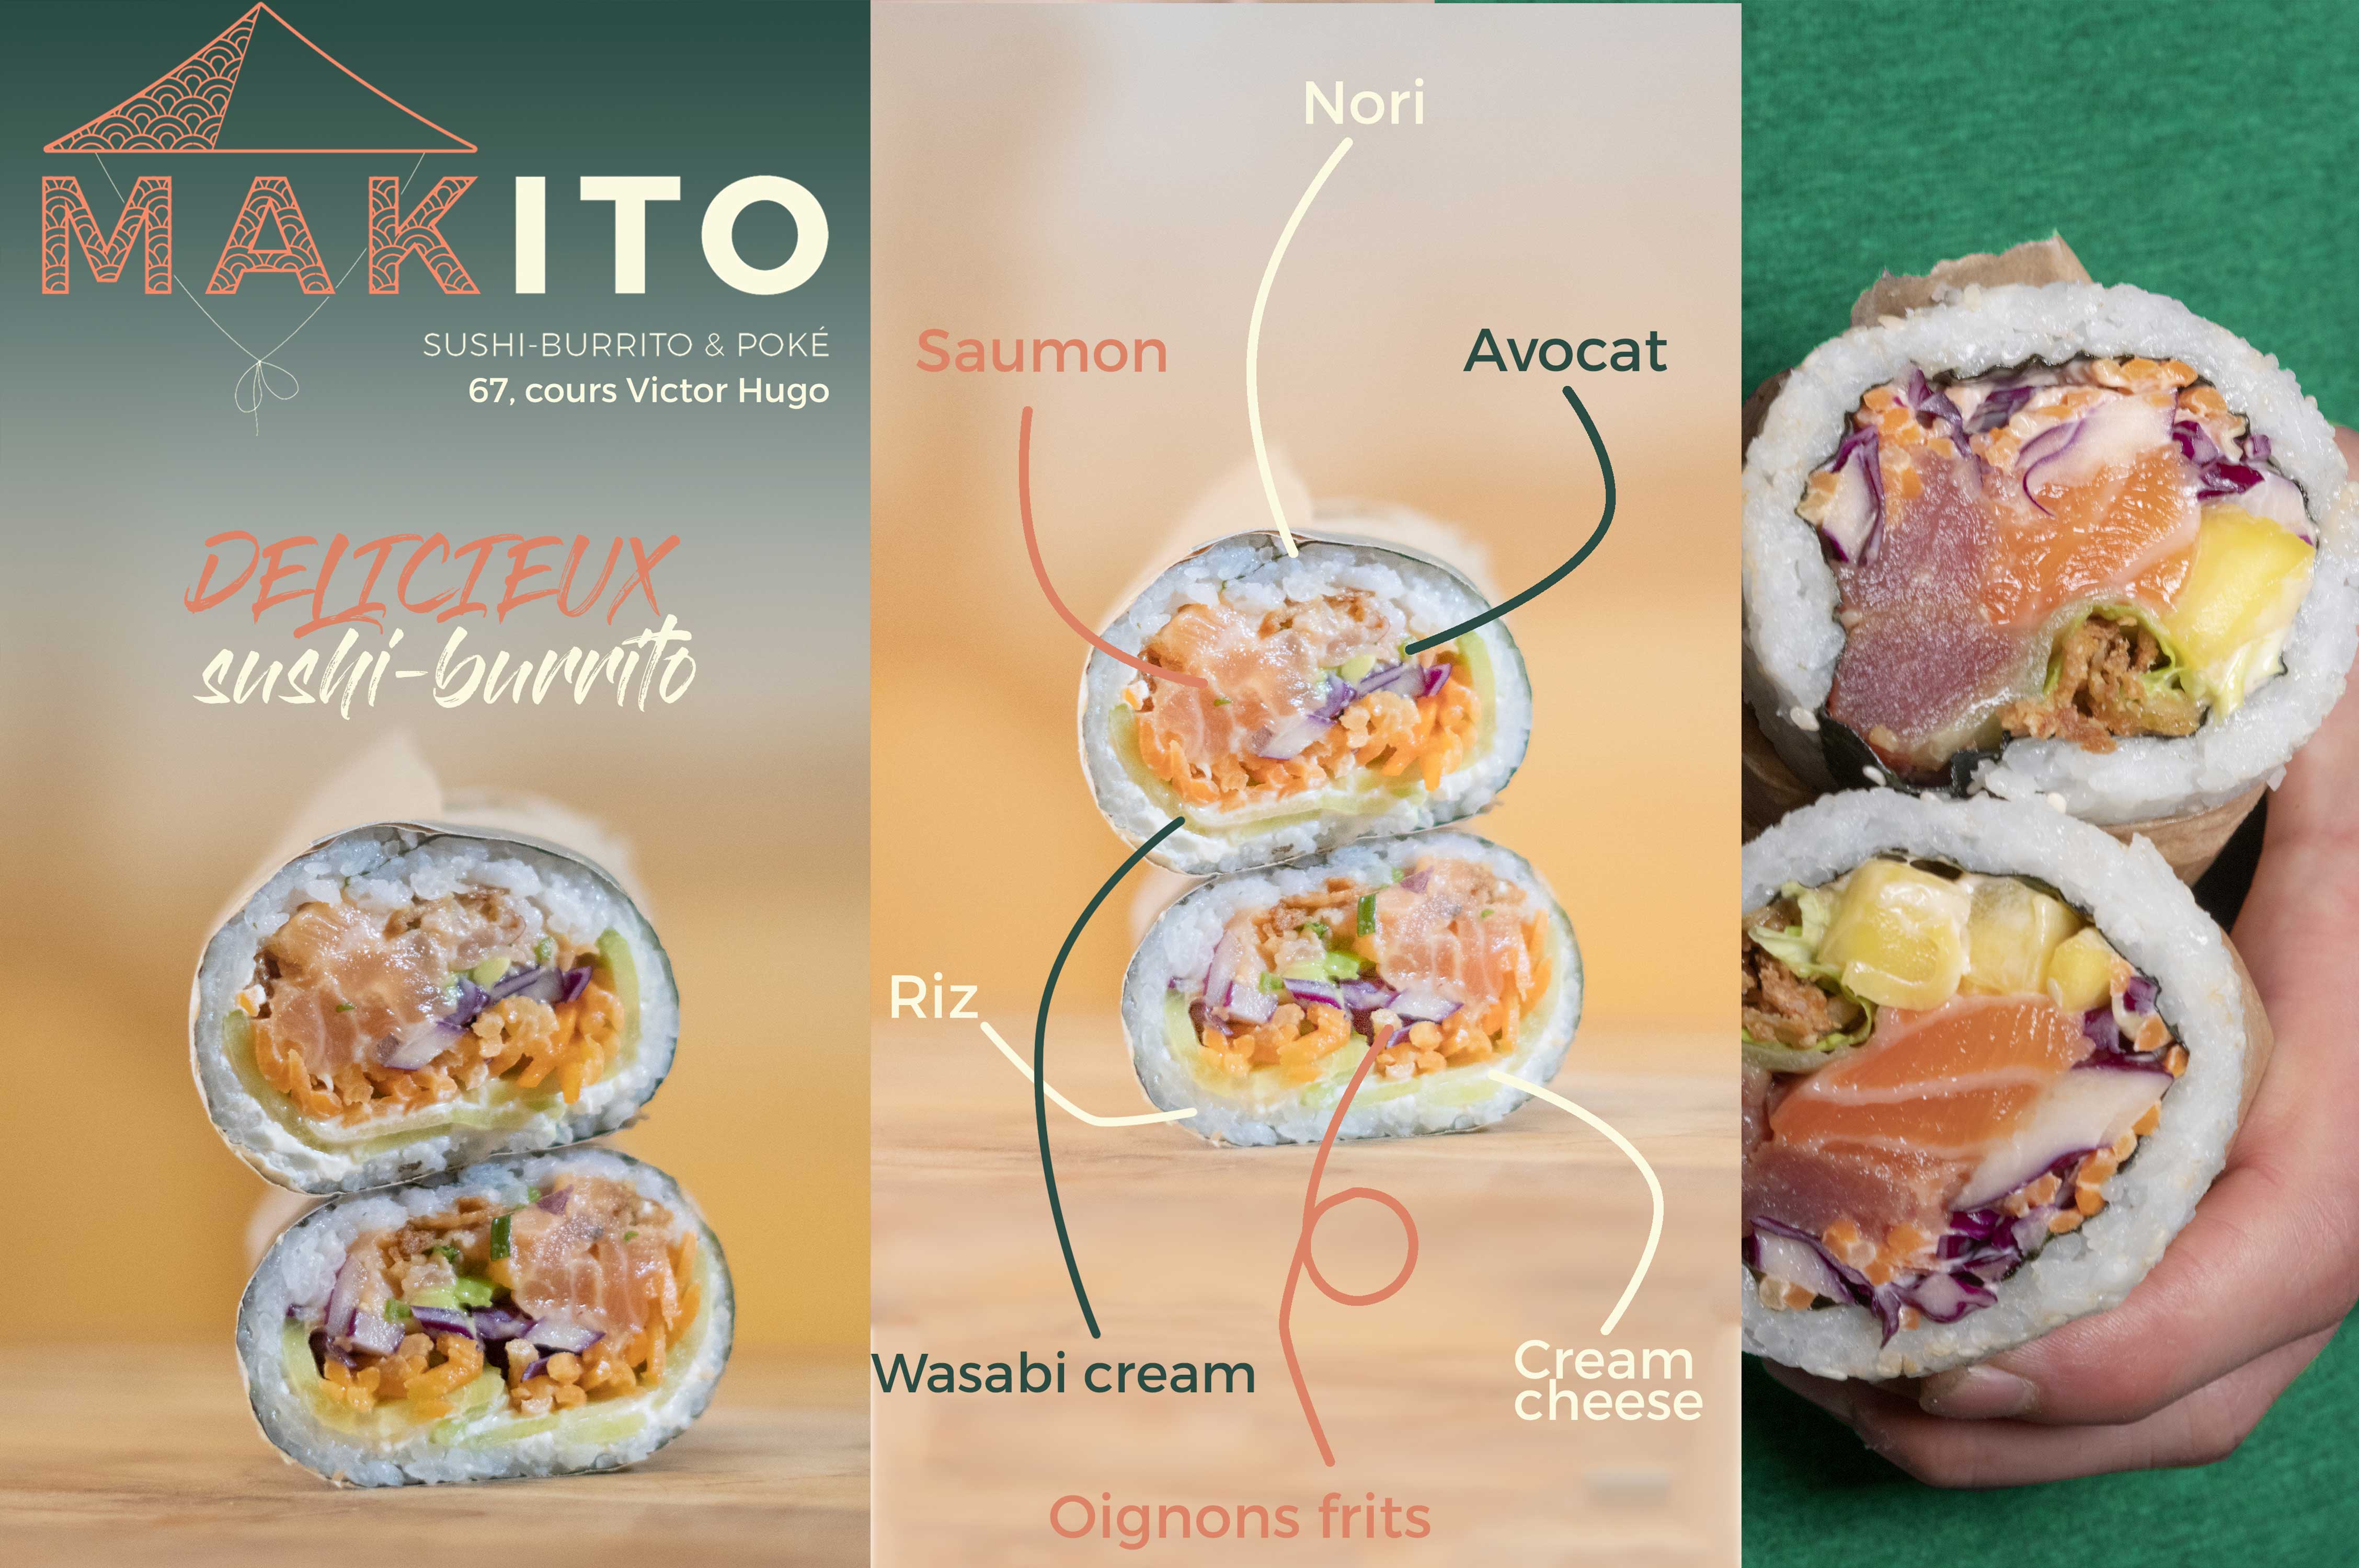 MAKITO
SUSHI-BURRITO & POKÉ
67, cours Victor Hugo
DELICIEUX
sushi-burrito
Nori
Saumon
Avocat
Riz
Wasabi cream
Cream
cheese
Oignons frits